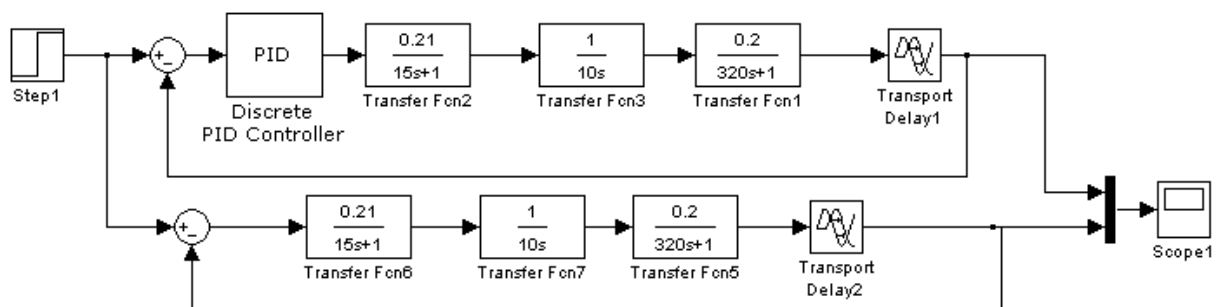 Step1
+
−
PID
Discrete
PID Controller
0.21
15s+1
Transfer Fcn2
1
10s
Transfer Fcn3
0.2
320s+1
Transfer Fcn1
Transport
Delay1
+
−
0.21
15s+1
Transfer Fcn6
1
10s
Transfer Fcn7
0.2
320s+1
Transfer Fcn5
Transport
Delay2
Scope1